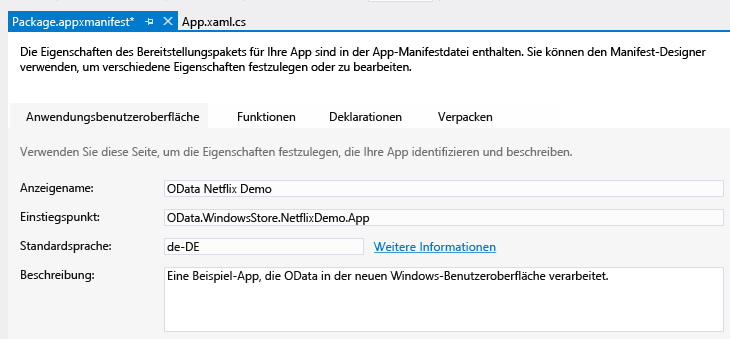 Package.appxmanifest* App.xaml.cs
Die Eigenschaften des Bereitstellungspakets für Ihre App sind in der App-Manifestdatei enthalten. Sie können den Manifest-Designer
verwenden, um verschiedene Eigenschaften festzulegen oder zu bearbeiten.
Anwendungsbenutzeroberfläche Funktionen Deklarationen Verpacken
Verwenden Sie diese Seite, um die Eigenschaften festzulegen, die Ihre App identifizieren und beschreiben.
Anzeigename: OData Netflix Demo
Einstiegspunkt: OData.WindowsStore.NetflixDemo.App
Standardsprache: de-DE Weitere Informationen
Beschreibung: Eine Beispiel-App, die OData in der neuen Windows-Benutzeroberfläche verarbeitet.